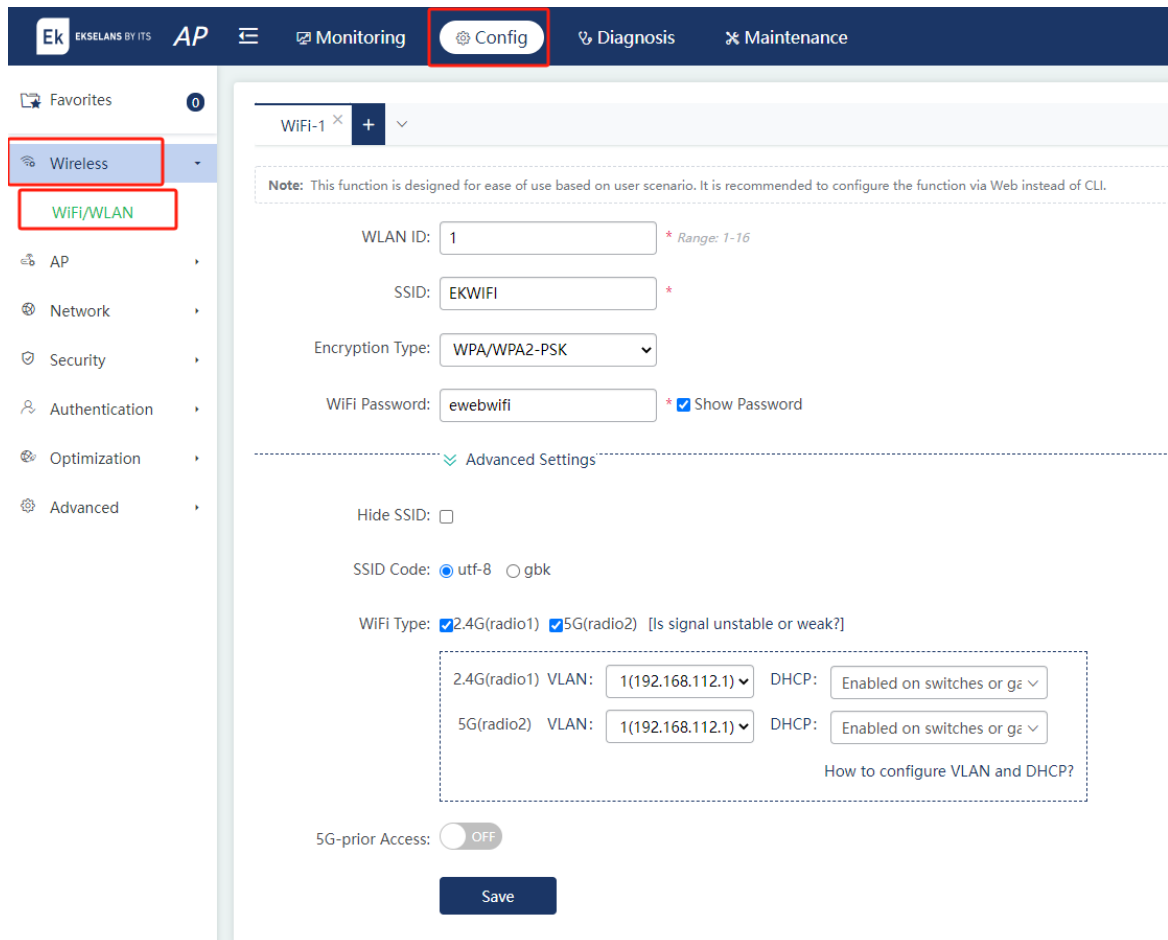 Ek EKSELANS BY ITS AP Monitoring Config Diagnosis Maintenance
Favorites 0
WiFi-1 × +
Wireless
Note: This function is designed for ease of use based on user scenario. It is recommended to configure the function via Web instead of CLI.
WiFi/WLAN
WLAN ID: 1 * Range: 1-16
AP
SSID: EKWIFI *
Network
Encryption Type: WPA/WPA2-PSK
Security
WiFi Password: ewebwifi * Show Password
Authentication
Optimization
Advanced Settings
Advanced
Hide SSID:
SSID Code: utf-8 gbk
WiFi Type: 2.4G(radio1) 5G(radio2) [Is signal unstable or weak?]
2.4G(radio1) VLAN: 1(192.168.112.1) DHCP: Enabled on switches or ga
5G(radio2) VLAN: 1(192.168.112.1) DHCP: Enabled on switches or ga
How to configure VLAN and DHCP?
5G-prior Access: OFF
Save